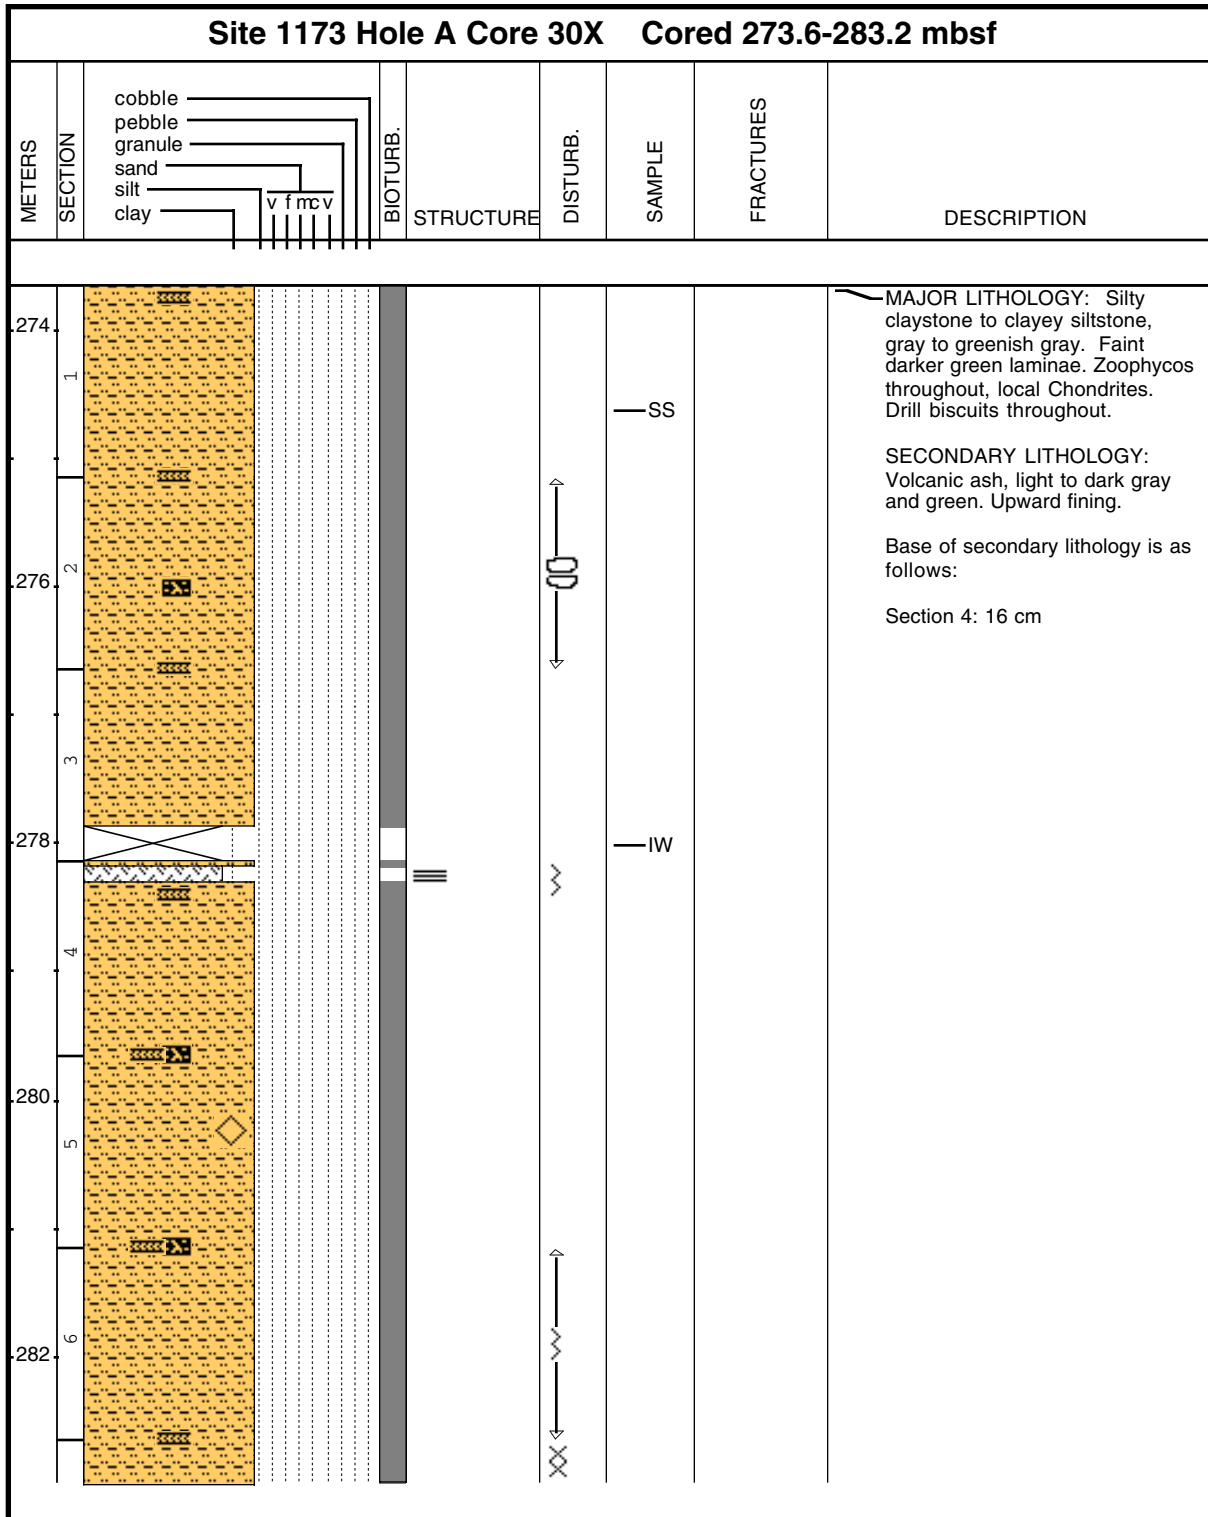 Site 1173 Hole A Core 30X    Cored 273.6-283.2 mbsf
METERS
SECTION
cobble
pebble
granule
sand
silt
clay
v f m c v
BIOTURB.
STRUCTURE
DISTURB.
SAMPLE
FRACTURES
DESCRIPTION
274
276
278
280
282
1
2
3
4
5
6
SS
IW
MAJOR LITHOLOGY: Silty
claystone to clayey siltstone,
gray to greenish gray. Faint
darker green laminae. Zoophycos
throughout, local Chondrites.
Drill biscuits throughout.
SECONDARY LITHOLOGY:
Volcanic ash, light to dark gray
and green. Upward fining.
Base of secondary lithology is as
follows:
Section 4: 16 cm